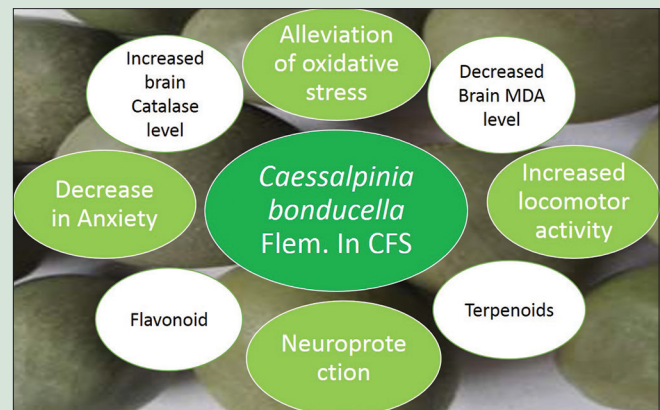 Alleviation
of oxidative
stress
Increased
brain
Catalase
level
Decreased
Brain MDA
level
Decrease
in Anxiety
Caessalpinia
bonducella
Flem. In CFS
Increased
locomotor
activity
Flavonoid
Terpenoids
Neuroprote
ction